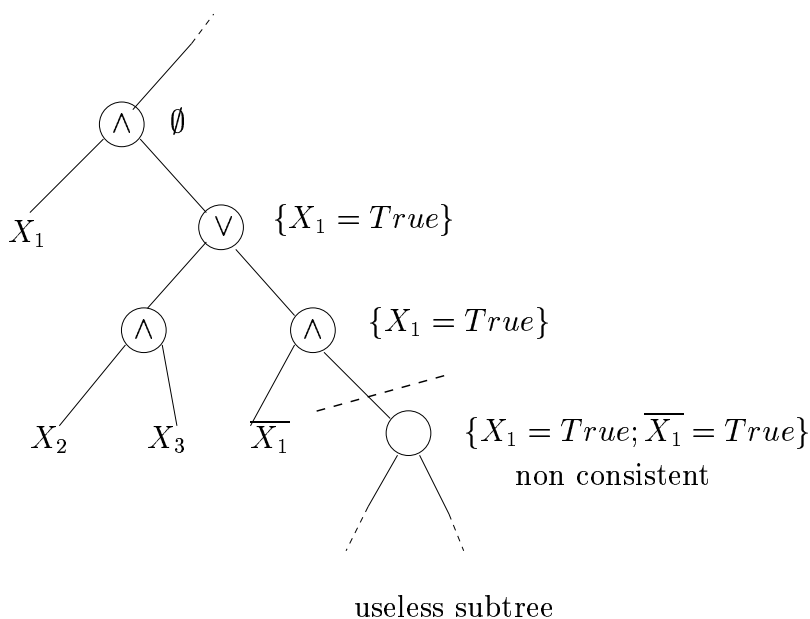 ∧ ∅
X₁ ∨ {X₁ = True}
∧ ∧ {X₁ = True}
X₂ X₃ X̅₁ {X₁ = True; X̅₁ = True}
non consistent
useless subtree